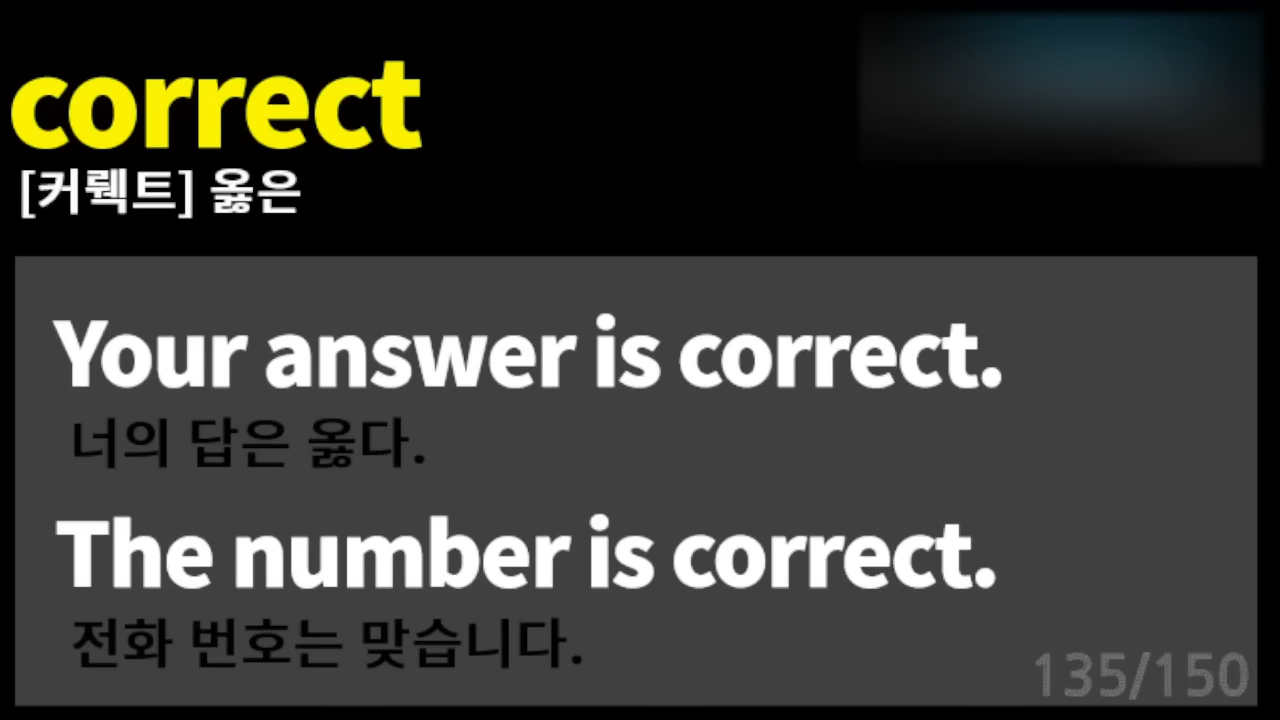 correct
[커뤡트] 옳은
Your answer is correct.
너의 답은 옳다.
The number is correct.
전화 번호는 맞습니다.
135/150